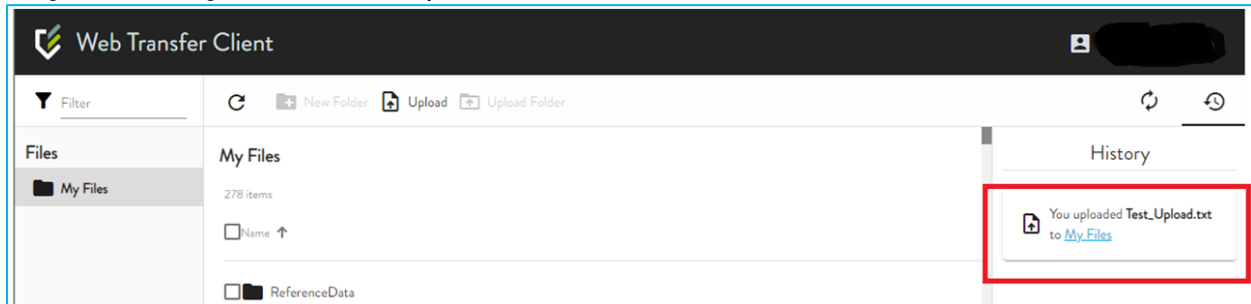 Web Transfer Client
Filter
New Folder Upload Upload Folder
Files
My Files
My Files
278 items
Name
ReferenceData
History
You uploaded Test_Upload.txt
to My Files